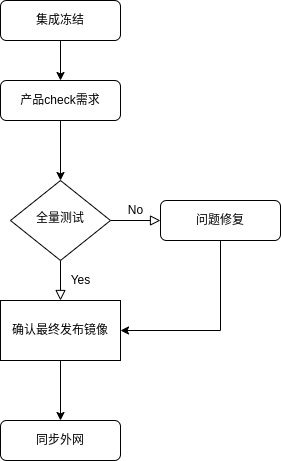 集成冻结
产品check需求
全量测试
No
问题修复
Yes
确认最终发布镜像
同步外网